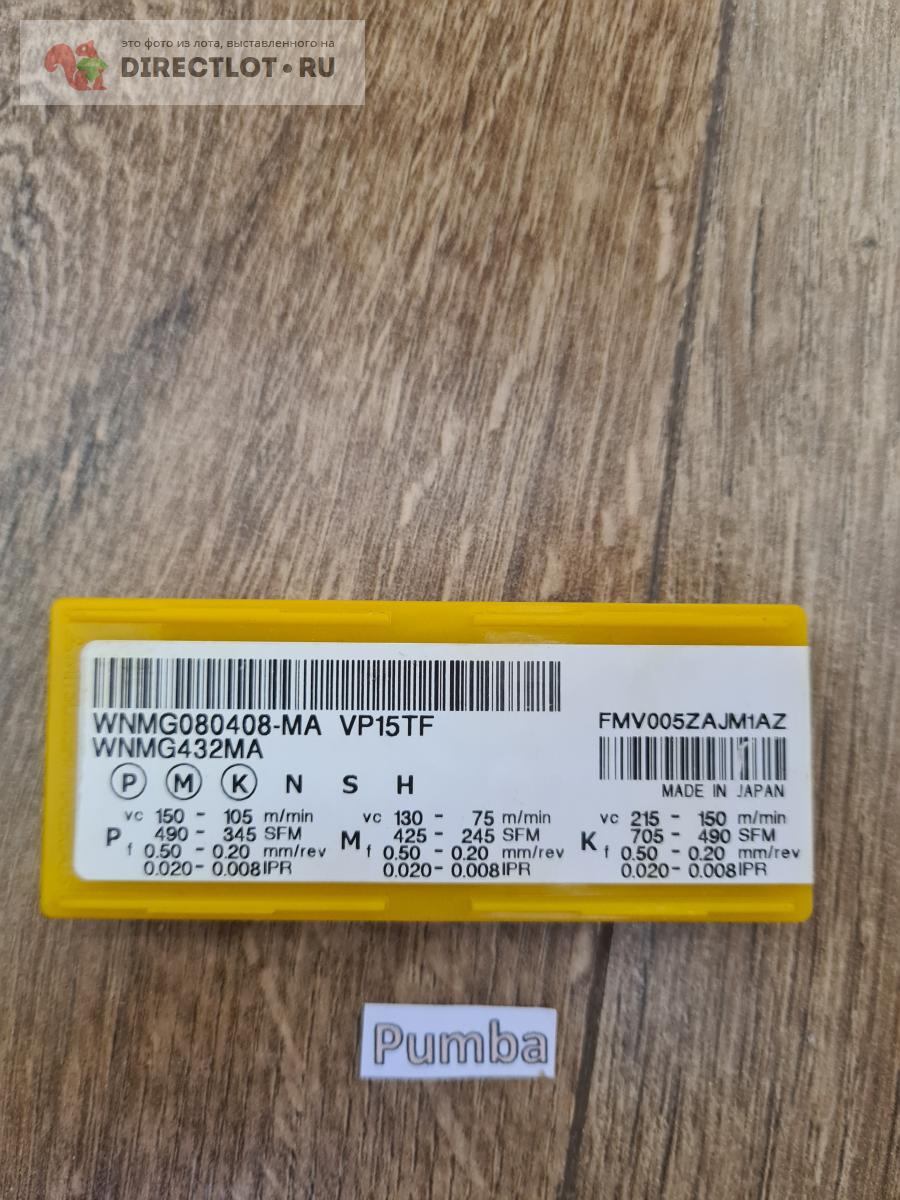 это фото из лота, выставленного на
DIRECTLOT•RU
WNMG080408-MA VP15TF
WNMG432MA
FMV005ZAJM1AZ
MADE IN JAPAN
P M K N S H
P
vc 150 - 105 m/min
490 - 345 SFM
f 0.50 - 0.20 mm/rev
0.020 - 0.008 IPR
M
vc 130 - 75 m/min
425 - 245 SFM
f 0.50 - 0.20 mm/rev
0.020 - 0.008 IPR
K
vc 215 - 150 m/min
705 - 490 SFM
f 0.50 - 0.20 mm/rev
0.020 - 0.008 IPR
Pumba